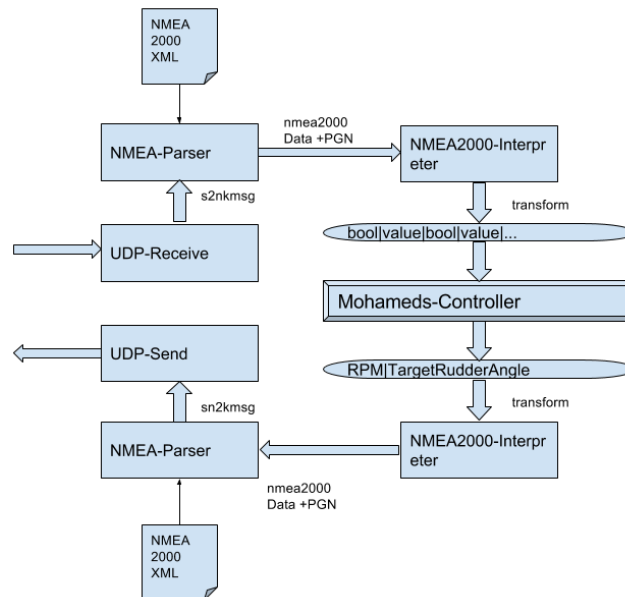 NMEA
2000
XML
nmea2000
Data +PGN
NMEA-Parser
NMEA2000-Interpr
eter
s2nkmsg
transform
bool|value|bool|value|...
UDP-Receive
Mohameds-Controller
UDP-Send
RPM|TargetRudderAngle
sn2kmsg
transform
NMEA-Parser
NMEA2000-Interpr
eter
nmea2000
Data +PGN
NMEA
2000
XML